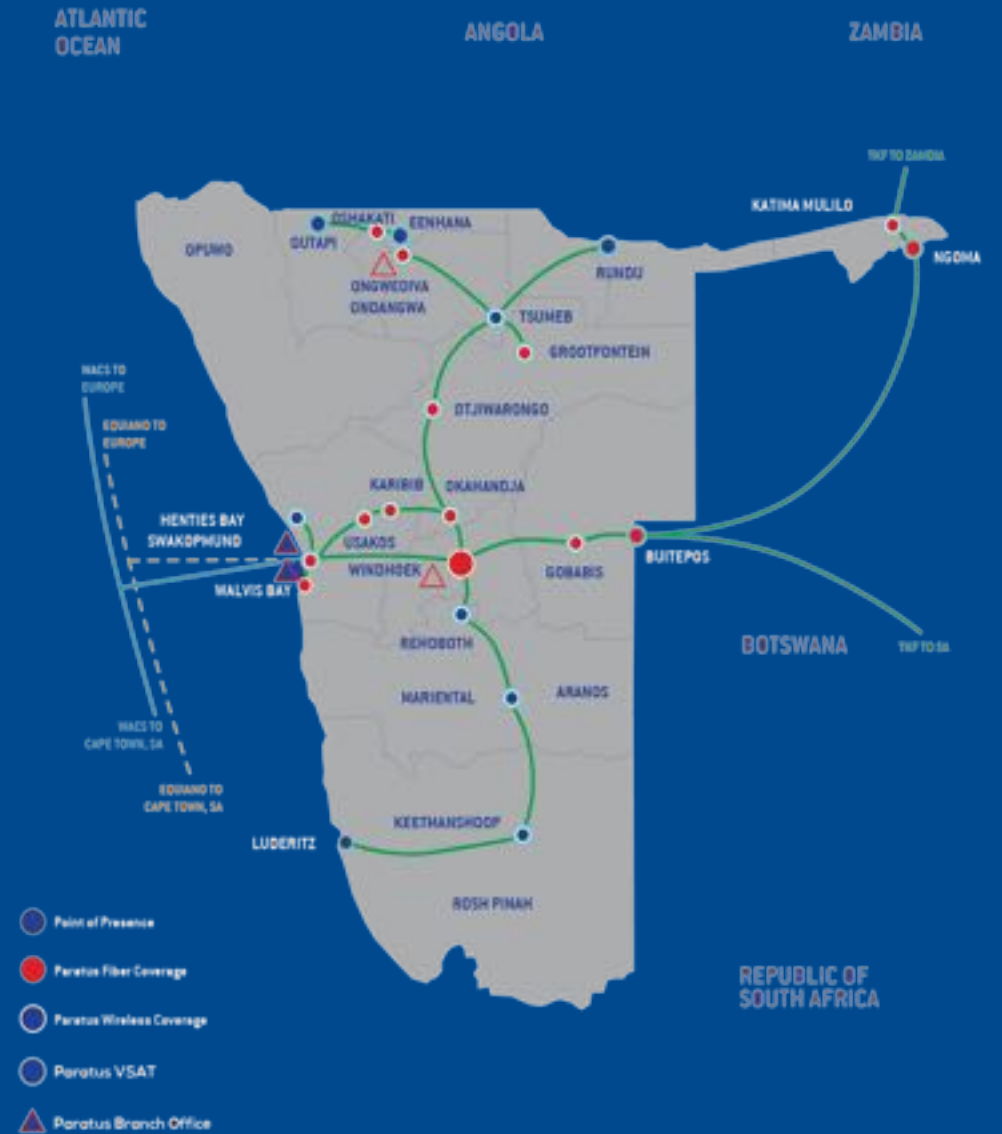 ATLANTIC
OCEAN
ANGOLA
ZAMBIA
TKF TO ZAMBIA
KATIMA MULILO
NGOMA
OSHAKATI
EENHANA
OUTAPI
OPUWO
ONGWEDIVA
ONDANGWA
RUNDU
TSUMEB
GROOTFONTEIN
WACS TO
EUROPE
EQUIANO TO
EUROPE
OTJIWARONGO
KARIBIB
OKAHANDJA
HENTIES BAY
SWAKOPMUND
USAKOS
WINDHOEK
GOBABIS
BUITEPOS
WALVIS BAY
REHOBOTH
BOTSWANA
TKF TO SA
MARIENTAL
ARANOS
WACS TO
CAPE TOWN, SA
EQUIANO TO
CAPE TOWN, SA
KEETMANSHOOP
LUDERITZ
ROSH PINAH
Point of Presence
Paratus Fiber Coverage
Paratus Wireless Coverage
Paratus VSAT
Paratus Branch Office
REPUBLIC OF
SOUTH AFRICA